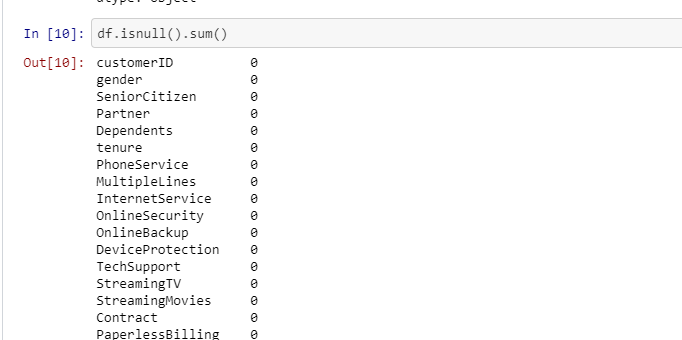 dtype: object
In [10]: df.isnull().sum()
Out[10]: customerID 0
gender 0
SeniorCitizen 0
Partner 0
Dependents 0
tenure 0
PhoneService 0
MultipleLines 0
InternetService 0
OnlineSecurity 0
OnlineBackup 0
DeviceProtection 0
TechSupport 0
StreamingTV 0
StreamingMovies 0
Contract 0
PaperlessBilling 0